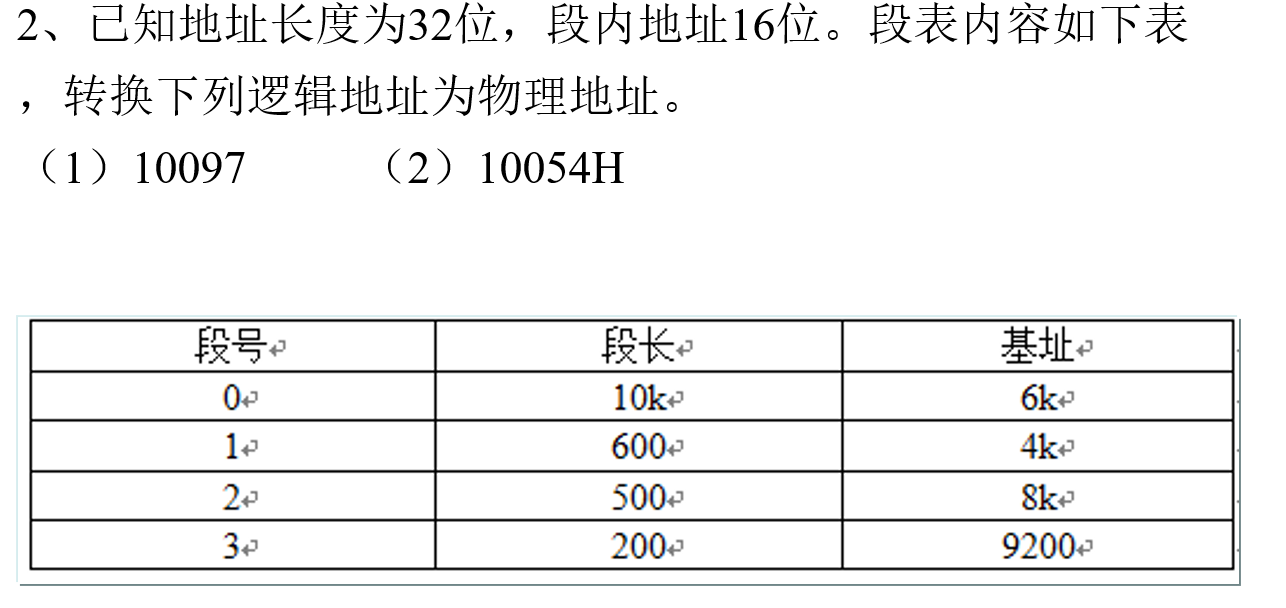 2、已知地址长度为32位，段内地址16位。段表内容如下表
，转换下列逻辑地址为物理地址。
（1）10097 （2）10054H
段号 段长 基址
0 10k 6k
1 600 4k
2 500 8k
3 200 9200